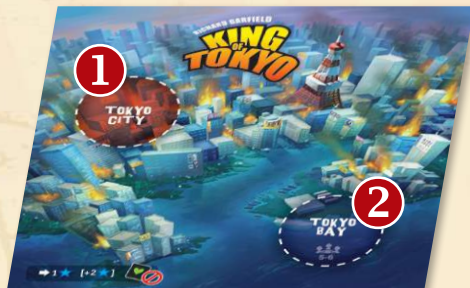 RICHARD GARFIELD
KING
OF
TOKYO
1
TOKYO
CITY
2
TOKYO
BAY
5-6
1 [+2 ]